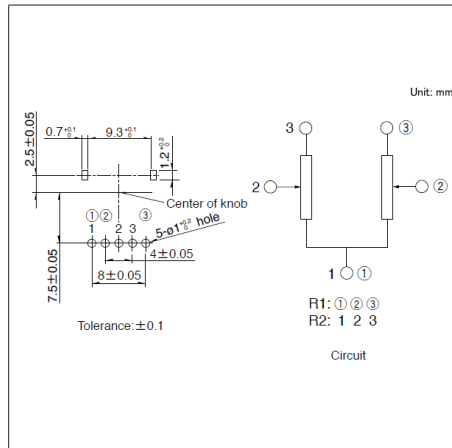 Unit: mm
0.7 +0.1 0
9.3 ±0.1
2.5±0.05
1.2 +0.2 0
Center of knob
① ② ③
1 2 3
5-ø1 +0.2 0 hole
7.5±0.05
4±0.05
8±0.05
Tolerance:±0.1
3 ③
2 ②
1 ①
R1: ① ② ③
R2: 1 2 3
Circuit